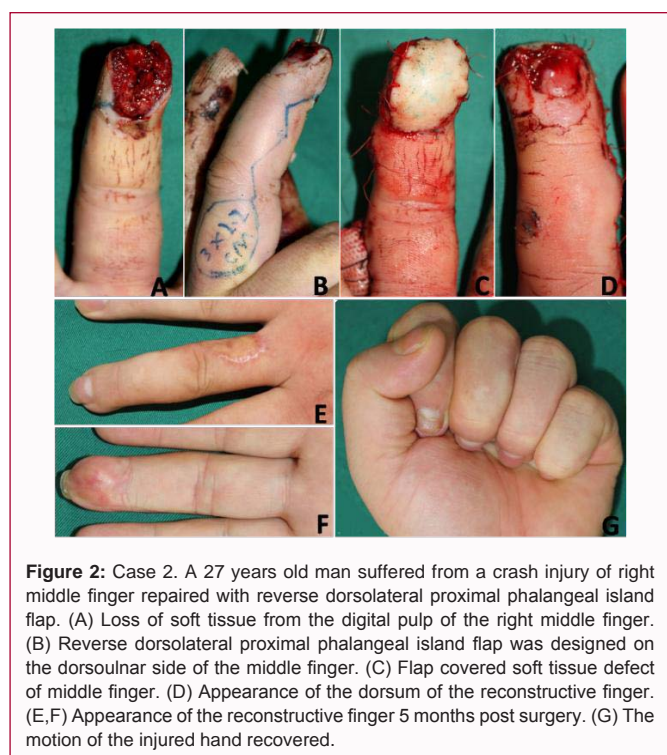 A
B
C
D
3×2.2
CM
E
F
G
Figure 2: Case 2. A 27 years old man suffered from a crash injury of right
middle finger repaired with reverse dorsolateral proximal phalangeal island
flap. (A) Loss of soft tissue from the digital pulp of the right middle finger.
(B) Reverse dorsolateral proximal phalangeal island flap was designed on
the dorsoulnar side of the middle finger. (C) Flap covered soft tissue defect
of middle finger. (D) Appearance of the dorsum of the reconstructive finger.
(E,F) Appearance of the reconstructive finger 5 months post surgery. (G) The
motion of the injured hand recovered.